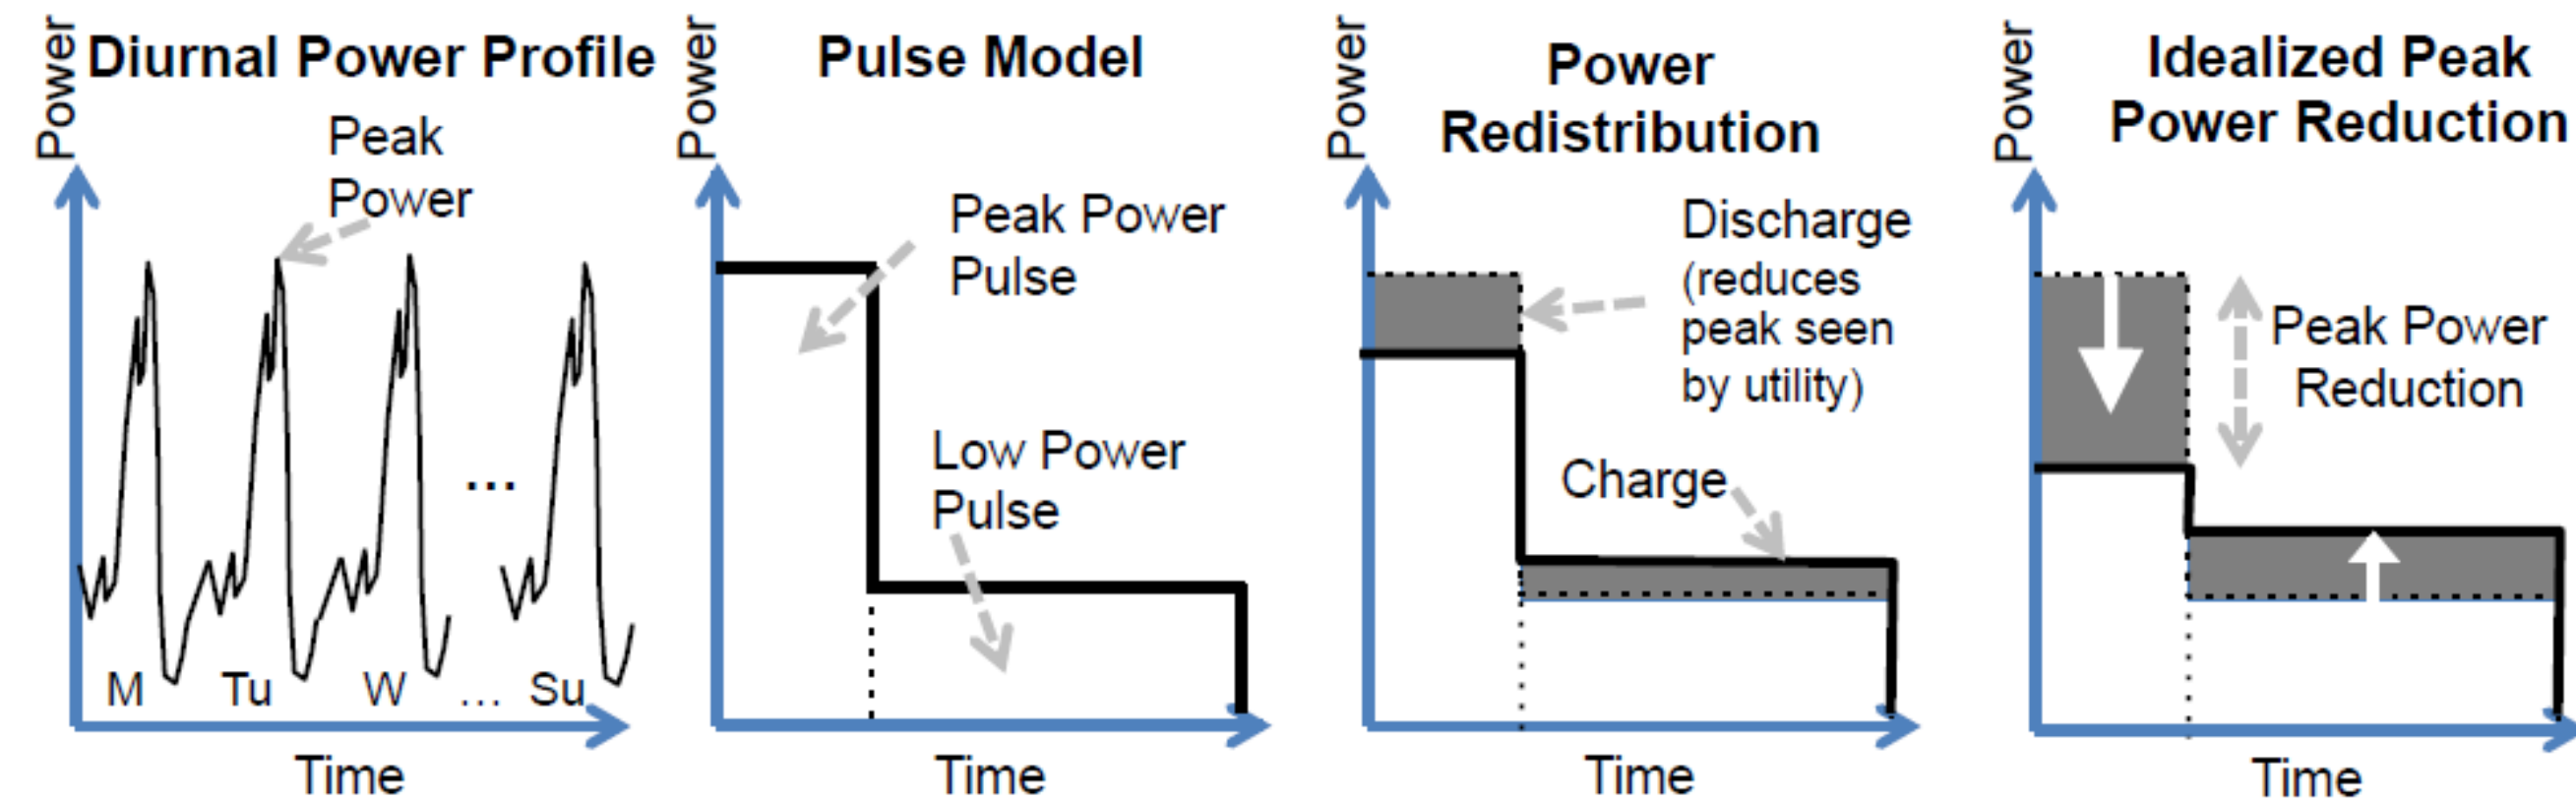 Power
Diurnal Power Profile
Peak
Power
...
M
Tu
W
...
Su
Time
Power
Pulse Model
Peak Power
Pulse
Low Power
Pulse
Time
Power
Power
Redistribution
Discharge
(reduces
peak seen
by utility)
Charge
Time
Power
Idealized Peak
Power Reduction
Peak Power
Reduction
Time